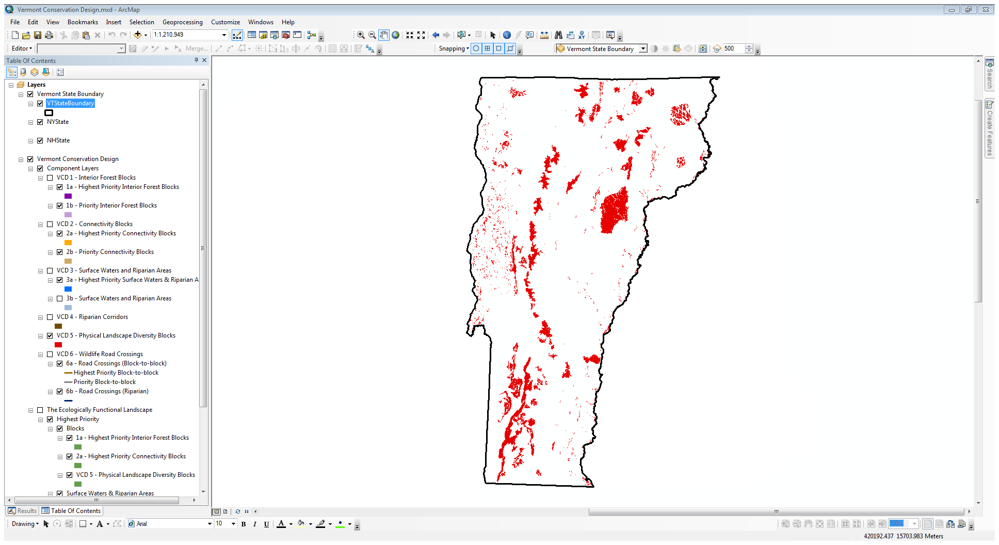 Vermont Conservation Design.mxd - ArcMap
File Edit View Bookmarks Insert Selection Geoprocessing Customize Windows Help
1:1,210,949
Editor Merge... Snapping Vermont State Boundary 500
Table Of Contents
Layers
Vermont State Boundary
VTStateBoundary
NYState
NHState
Vermont Conservation Design
Component Layers
VCD 1 - Interior Forest Blocks
1a - Highest Priority Interior Forest Blocks
1b - Priority Interior Forest Blocks
VCD 2 - Connectivity Blocks
2a - Highest Priority Connectivity Blocks
2b - Priority Connectivity Blocks
VCD 3 - Surface Waters and Riparian Areas
3a - Highest Priority Surface Waters & Riparian A
3b - Surface Waters and Riparian Areas
VCD 4 - Riparian Corridors
VCD 5 - Physical Landscape Diversity Blocks
VCD 6 - Wildlife Road Crossings
6a - Road Crossings (Block-to-block)
Highest Priority Block-to-block
Priority Block-to-block
6b - Road Crossings (Riparian)
The Ecologically Functional Landscape
Highest Priority
Blocks
1a - Highest Priority Interior Forest Blocks
2a - Highest Priority Connectivity Blocks
VCD 5 - Physical Landscape Diversity Blocks
Surface Waters & Riparian Areas
Search
Create Features
Results Table Of Contents
Drawing A Arial 10 B I U A 100%
420192.437 15703.983 Meters